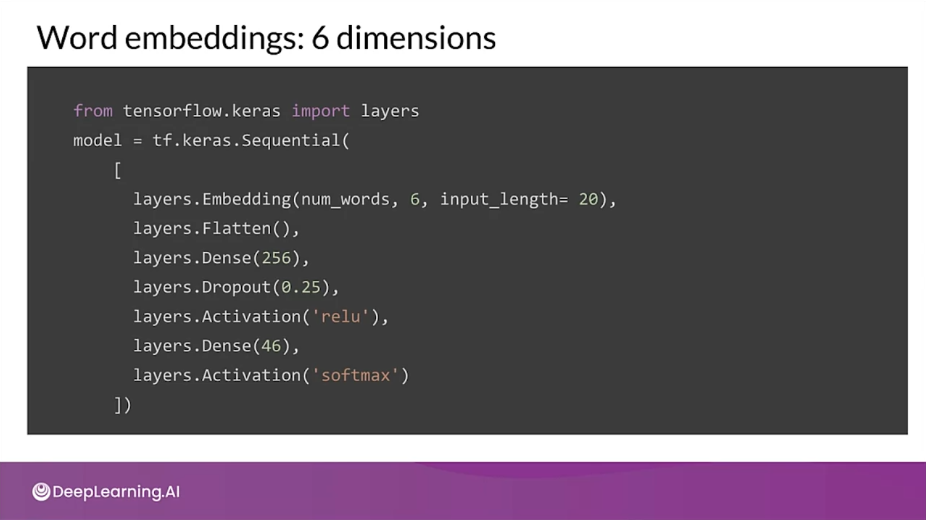 Word embeddings: 6 dimensions
from tensorflow.keras import layers
model = tf.keras.Sequential(
[
layers.Embedding(num_words, 6, input_length= 20),
layers.Flatten(),
layers.Dense(256),
layers.Dropout(0.25),
layers.Activation('relu'),
layers.Dense(46),
layers.Activation('softmax')
])
DeepLearning.AI